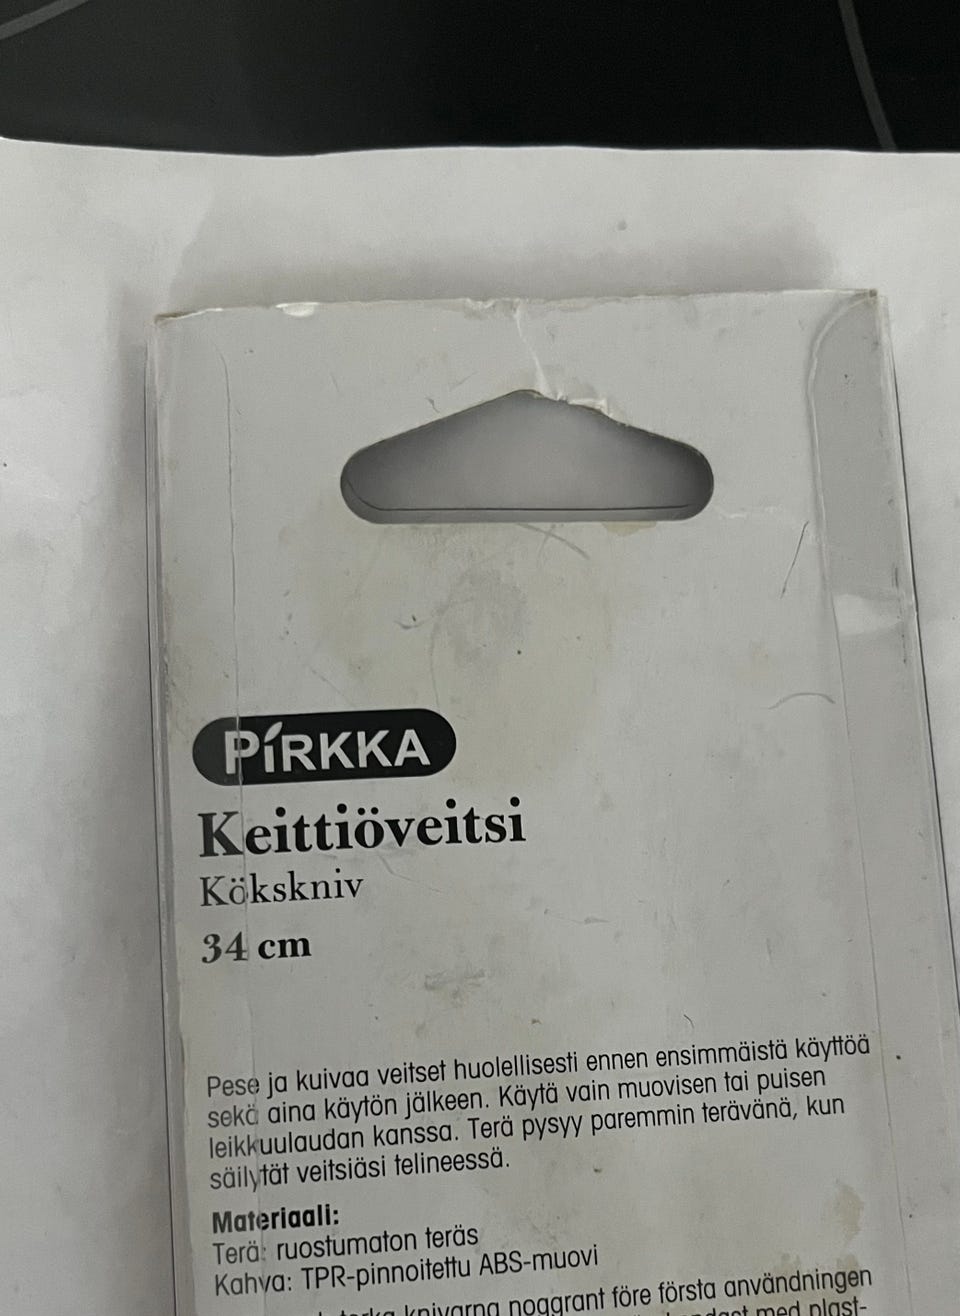 PIRKKA
Keittiöveitsi
Kökskniv
34 cm
Pese ja kuivaa veitset huolellisesti ennen ensimmäistä käyttöä
sekä aina käytön jälkeen. Käytä vain muovisen tai puisen
leikkuulaudan kanssa. Terä pysyy paremmin terävänä, kun
säilytät veitsiäsi telineessä.
Materiaali:
Terä: ruostumaton teräs
Kahva: TPR-pinnoitettu ABS-muovi
knivarna noggrant före första användningen
med plast-